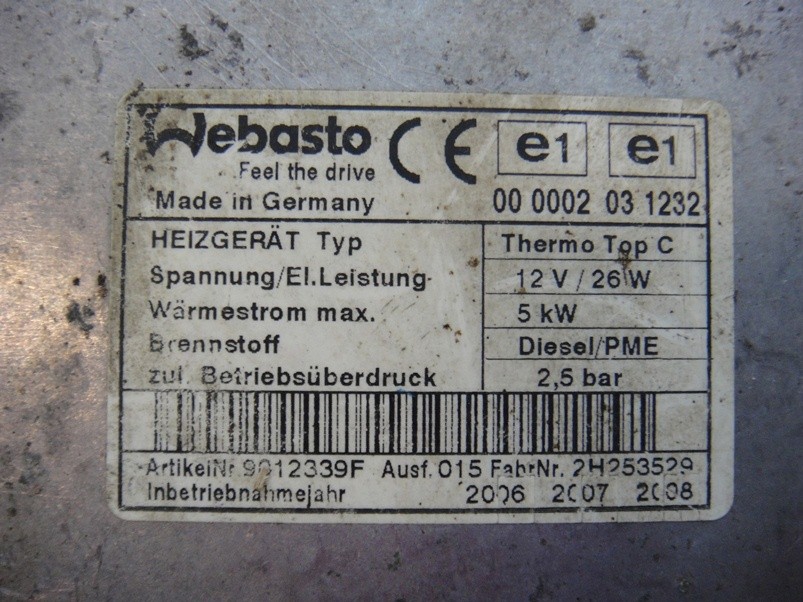 Webasto
Feel the drive
Made in Germany
CE e1 e1
00 0002 03 1232
HEIZGERÄT Typ Thermo Top C
Spannung/El.Leistung 12 V / 26 W
Wärmestrom max. 5 kW
Brennstoff Diesel/PME
zul. Betriebsüberdruck 2,5 bar
ArtikelNr. 9012339F Ausf. 015 FabrNr. 2H253529
Inbetriebnahmejahr 2006 2007 2008